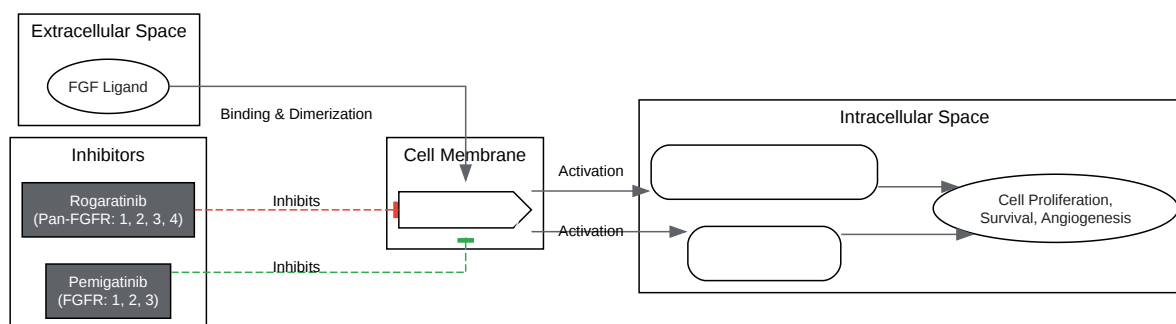 Extracellular Space
FGF Ligand
Binding & Dimerization
Inhibitors
Rogaratinib
(Pan-FGFR: 1, 2, 3, 4)
Inhibits
Pemigatinib
(FGFR: 1, 2, 3)
Inhibits
Cell Membrane
Activation
Activation
Intracellular Space
Cell Proliferation,
Survival, Angiogenesis